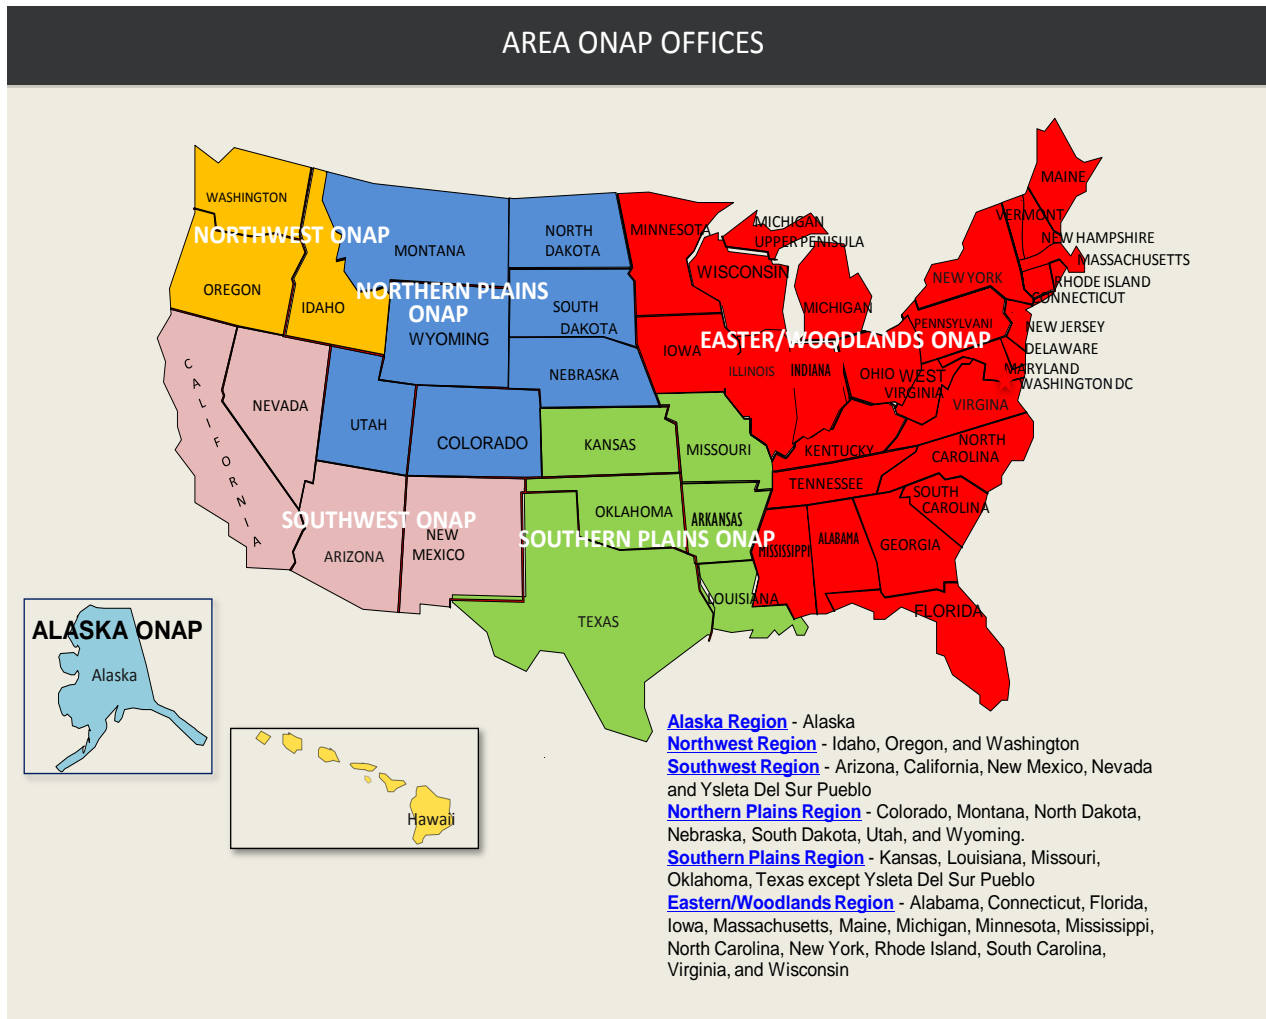 AREA ONAP OFFICES
MAINE
WASHINGTON
VERMONT
MICHIGAN
NORTH
DAKOTA
MINNESOTA
UPPER PENISULA
NORTHWEST ONAP
NEW HAMPSHIRE
MONTANA
MASSACHUSETTS
WISCONSIN
NEW YORK
RHODE ISLAND
OREGON
NORTHERN PLAINS
ONAP
CONNECTICUT
IDAHO
SOUTH
DAKOTA
MICHIGAN
PENNSYLVANI
NEW JERSEY
WYOMING
EASTER/WOODLANDS ONAP
IOWA
DELAWARE
CALIFORNIA
ILLINOIS
INDIANA
OHIO
WEST
VIRGINIA
MARYLAND
WASHINGTON DC
NEBRASKA
NEVADA
VIRGINA
UTAH
COLORADO
KANSAS
MISSOURI
KENTUCKY
NORTH
CAROLINA
TENNESSEE
SOUTH
CAROLINA
SOUTHWEST ONAP
OKLAHOMA
ARKANSAS
NEW
MEXICO
SOUTHERN PLAINS ONAP
ALABAMA
GEORGIA
ARIZONA
MISSISSIPPI
LOUISIANA
FLORIDA
TEXAS
ALASKA ONAP
Alaska
Hawaii
Alaska Region - Alaska
Northwest Region - Idaho, Oregon, and Washington
Southwest Region - Arizona, California, New Mexico, Nevada
and Ysleta Del Sur Pueblo
Northern Plains Region - Colorado, Montana, North Dakota,
Nebraska, South Dakota, Utah, and Wyoming.
Southern Plains Region - Kansas, Louisiana, Missouri,
Oklahoma, Texas except Ysleta Del Sur Pueblo
Eastern/Woodlands Region - Alabama, Connecticut, Florida,
Iowa, Massachusetts, Maine, Michigan, Minnesota, Mississippi,
North Carolina, New York, Rhode Island, South Carolina,
Virginia, and Wisconsin